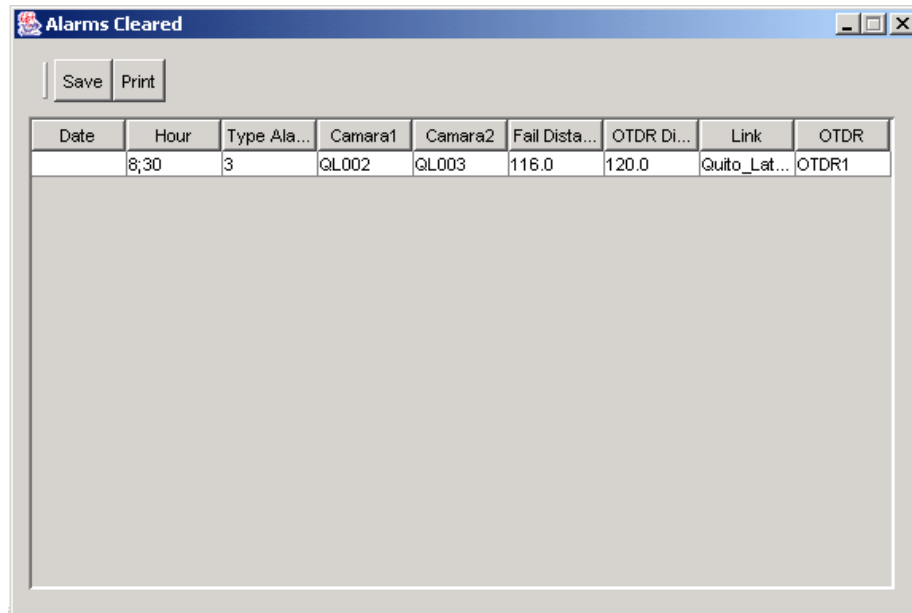 Alarms Cleared
Save Print
Date Hour Type Ala... Camara1 Camara2 Fail Dista... OTDR Di... Link OTDR
8;30 3 QL002 QL003 116.0 120.0 Quito_Lat... OTDR1